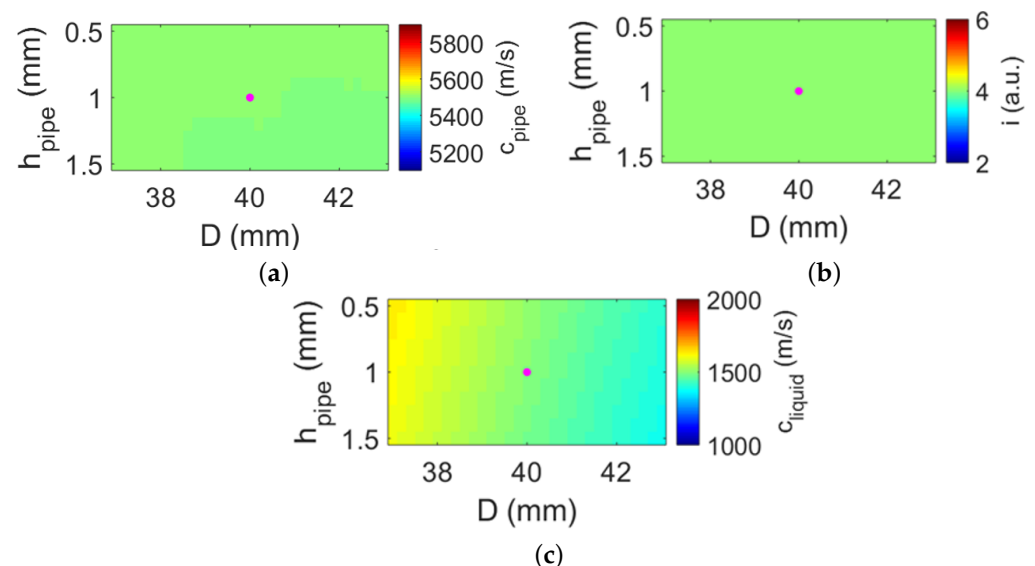 0.5
1
1.5
h_pipe (mm)
38 40 42
D (mm)
5800
5600
5400
5200
c_pipe (m/s)
(a)
0.5
1
1.5
h_pipe (mm)
38 40 42
D (mm)
6
4
2
i (a.u.)
(b)
0.5
1
1.5
h_pipe (mm)
38 40 42
D (mm)
2000
1500
1000
c_liquid (m/s)
(c)